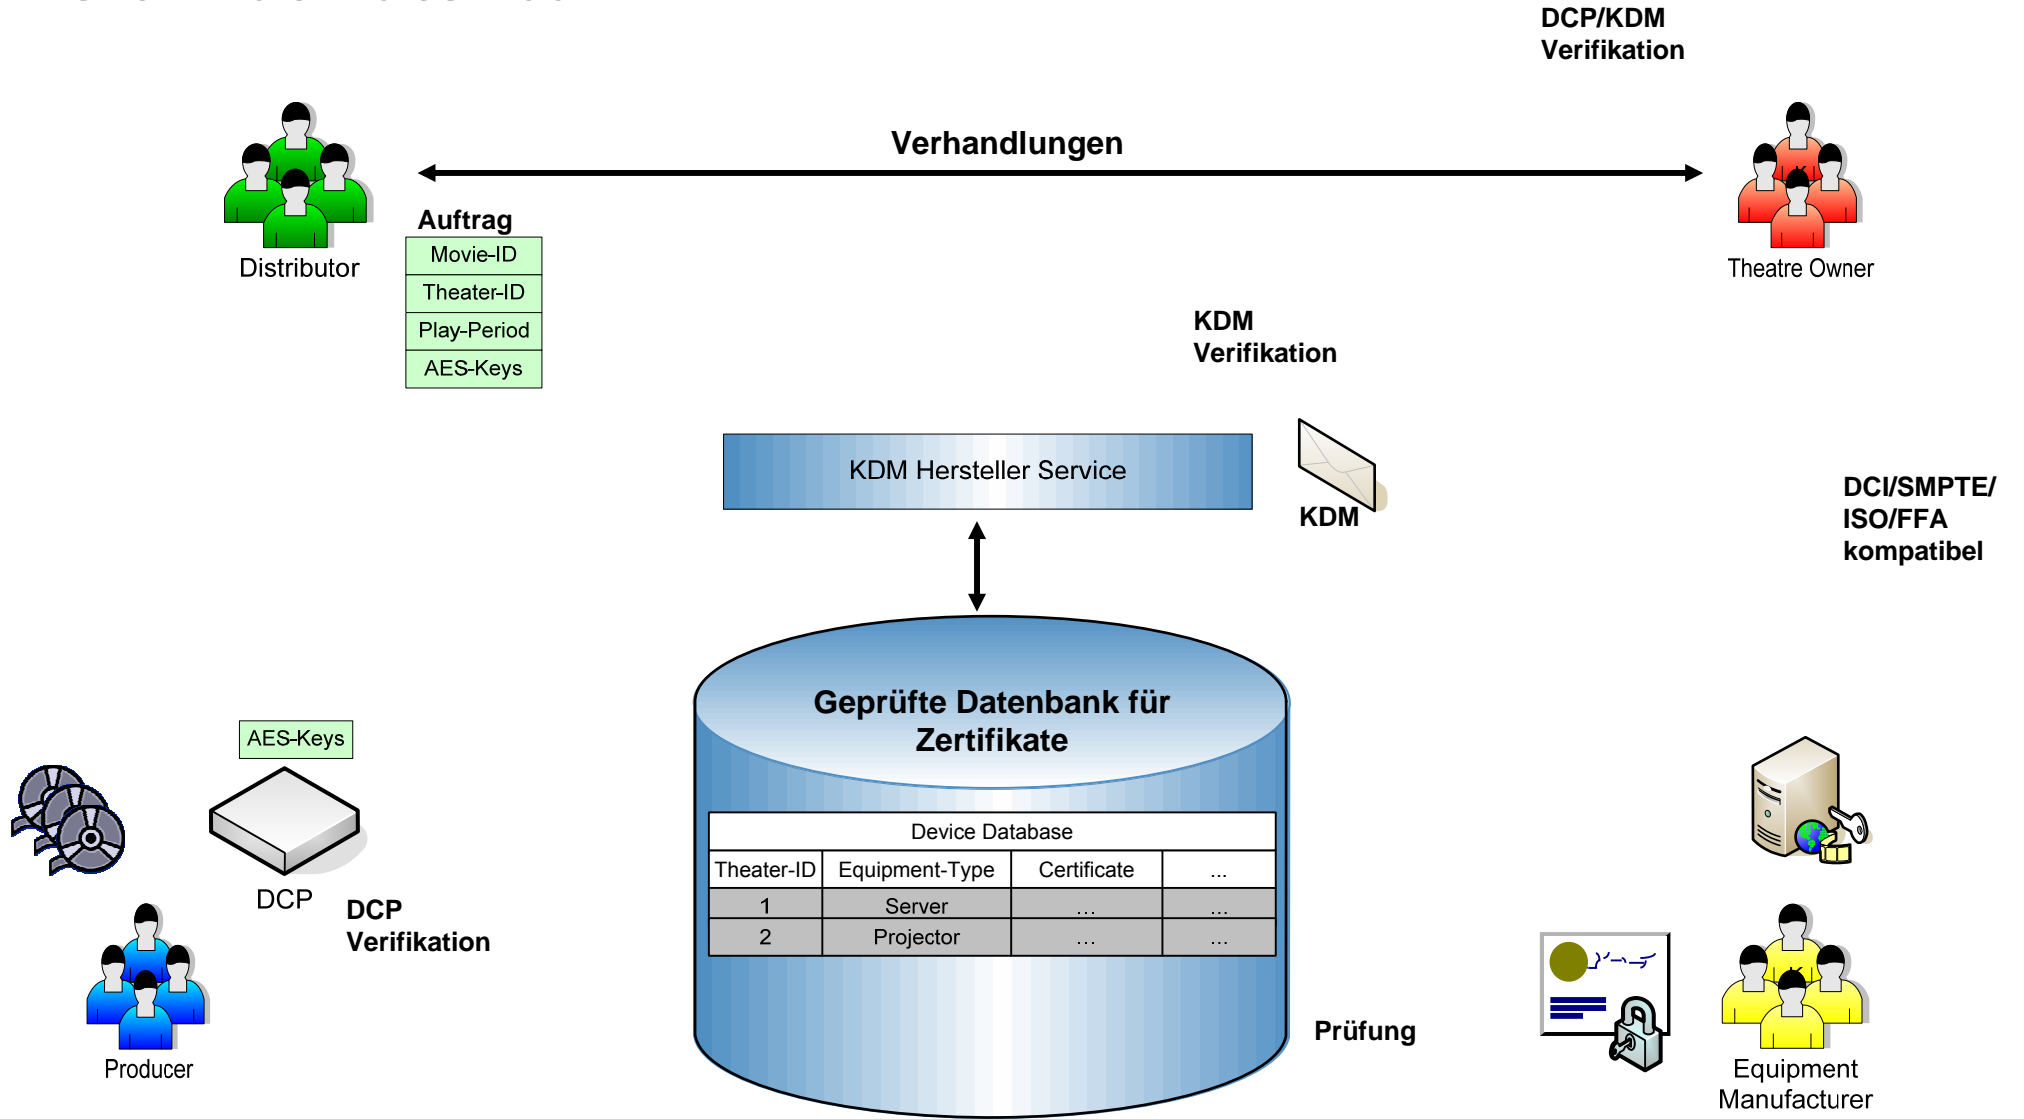 DCP/KDM
Verifikation
Verhandlungen
Auftrag
Movie-ID
Theater-ID
Play-Period
AES-Keys
Distributor
Theatre Owner
KDM
Verifikation
KDM Hersteller Service
KDM
DCI/SMPTE/
ISO/FFA
kompatibel
Geprüfte Datenbank für
Zertifikate
AES-Keys
DCP
DCP
Verifikation
Producer
Device Database
Theater-ID Equipment-Type Certificate ...
1 Server ... ...
2 Projector ... ...
Prüfung
Equipment
Manufacturer